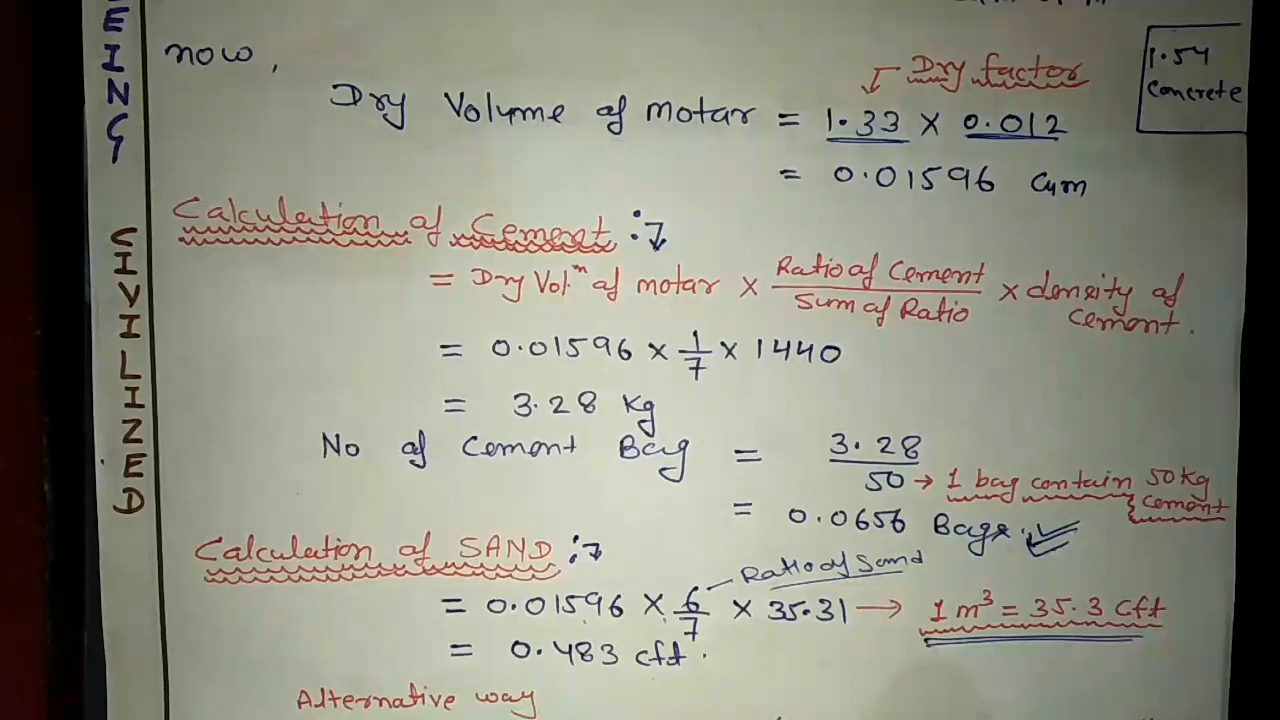 EING CIVILIZED
now,
1.54
concrete
Dry factor
Dry Volume of motar = 1.33 x 0.012
= 0.01596 Cum
Calculation of Cement :-
= Dry Volᵐ of motar x Ratio of Cement / Sum of Ratio x density of cement.
= 0.01596 x 1/7 x 1440
= 3.28 Kg
No of Cement Bag = 3.28 / 50 → 1 bag contain 50 kg cement
= 0.0656 Bags.
Calculation of SAND :-
Ratio of Sand
= 0.01596 x 6/7 x 35.31 → 1 m³ = 35.3 cft
= 0.483 cft.
Alternative way